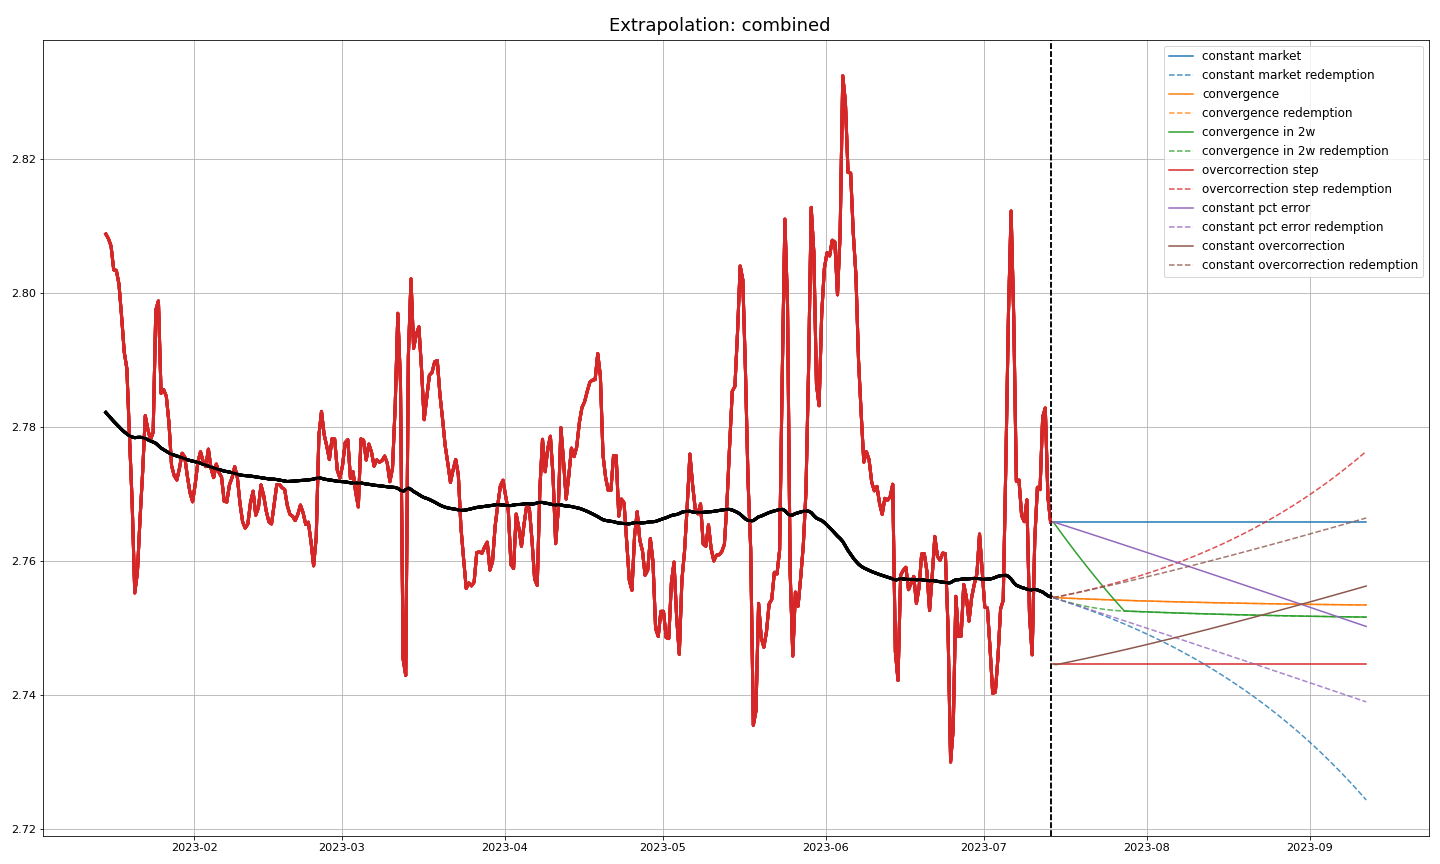 Extrapolation: combined
constant market
constant market redemption
convergence
convergence redemption
convergence in 2w
convergence in 2w redemption
overcorrection step
overcorrection step redemption
constant pct error
constant pct error redemption
constant overcorrection
constant overcorrection redemption
2.82
2.80
2.78
2.76
2.74
2.72
2023-02
2023-03
2023-04
2023-05
2023-06
2023-07
2023-08
2023-09